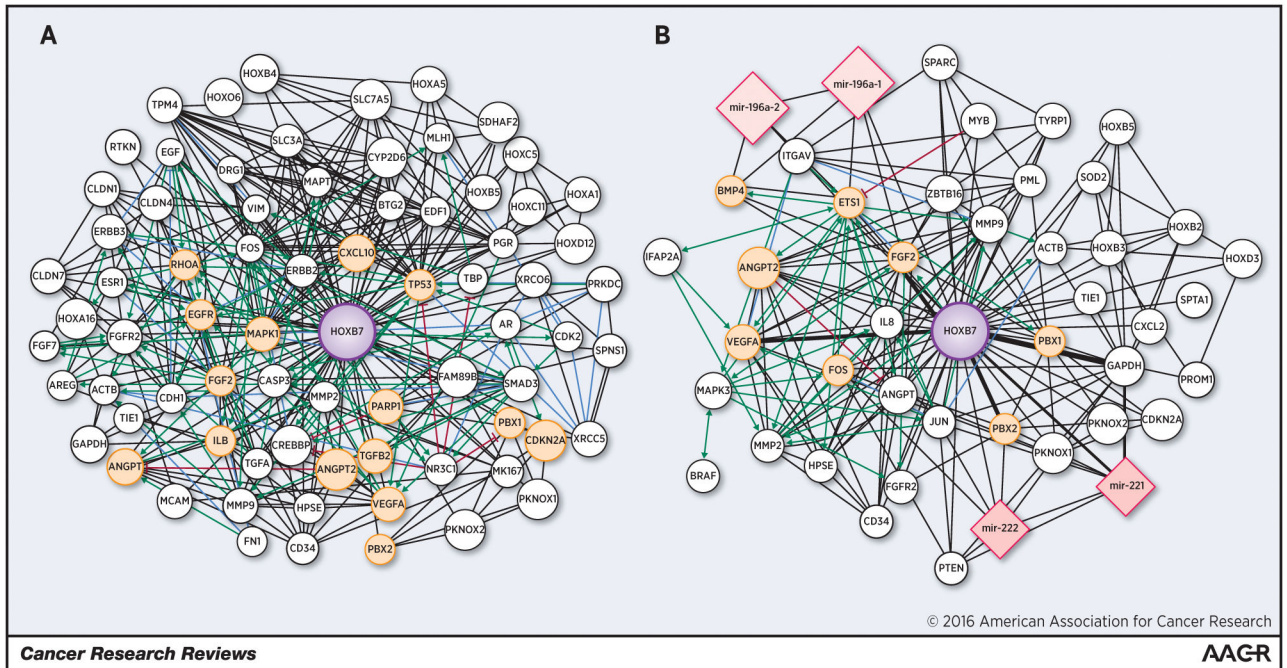 A
B
HOXB4
HOXA5
HOXO6
SLC7A5
TPM4
SDHAF2
MLH1
SLC3A
RTKN
EGF
CYP2D6
HOXC5
DRG1
MAPT
HOXB5
HOXA1
CLDN1
CLDN4
BTG2
EDF1
HOXC11
VIM
ERBB3
FOS
CXCL10
PGR
HOXD12
RHOA
ERBB2
CLDN7
ESR1
TP53
TBP
XRCO6
PRKDC
HOXA16
EGFR
MAPK1
HOXB7
AR
CDK2
FGF7
FGFR2
SPNS1
AREG
ACTB
FGF2
CASP3
FAM89B
SMAD3
CDH1
MMP2
PARP1
TIE1
PBX1
GAPDH
ILB
CREBBP
TGFB2
CDKN2A
XRCC5
ANGPT
TGFA
ANGPT2
NR3C1
MK167
MCAM
MMP9
HPSE
VEGFA
PKNOX1
FN1
CD34
PBX2
PKNOX2
SPARC
mir-196a-1
mir-196a-2
MYB
TYRP1
HOXB5
ITGAV
PML
SOD2
BMP4
ETS1
ZBTB16
MMP9
HOXB2
IFAP2A
ANGPT2
FGF2
ACTB
HOXB3
HOXD3
TIE1
SPTA1
VEGFA
IL8
HOXB7
PBX1
CXCL2
FOS
GAPDH
PROM1
MAPK3
ANGPT
JUN
PBX2
PKNOX2
CDKN2A
MMP2
HPSE
PKNOX1
BRAF
FGFR2
mir-221
CD34
mir-222
PTEN
© 2016 American Association for Cancer Research
Cancer Research Reviews
AACR